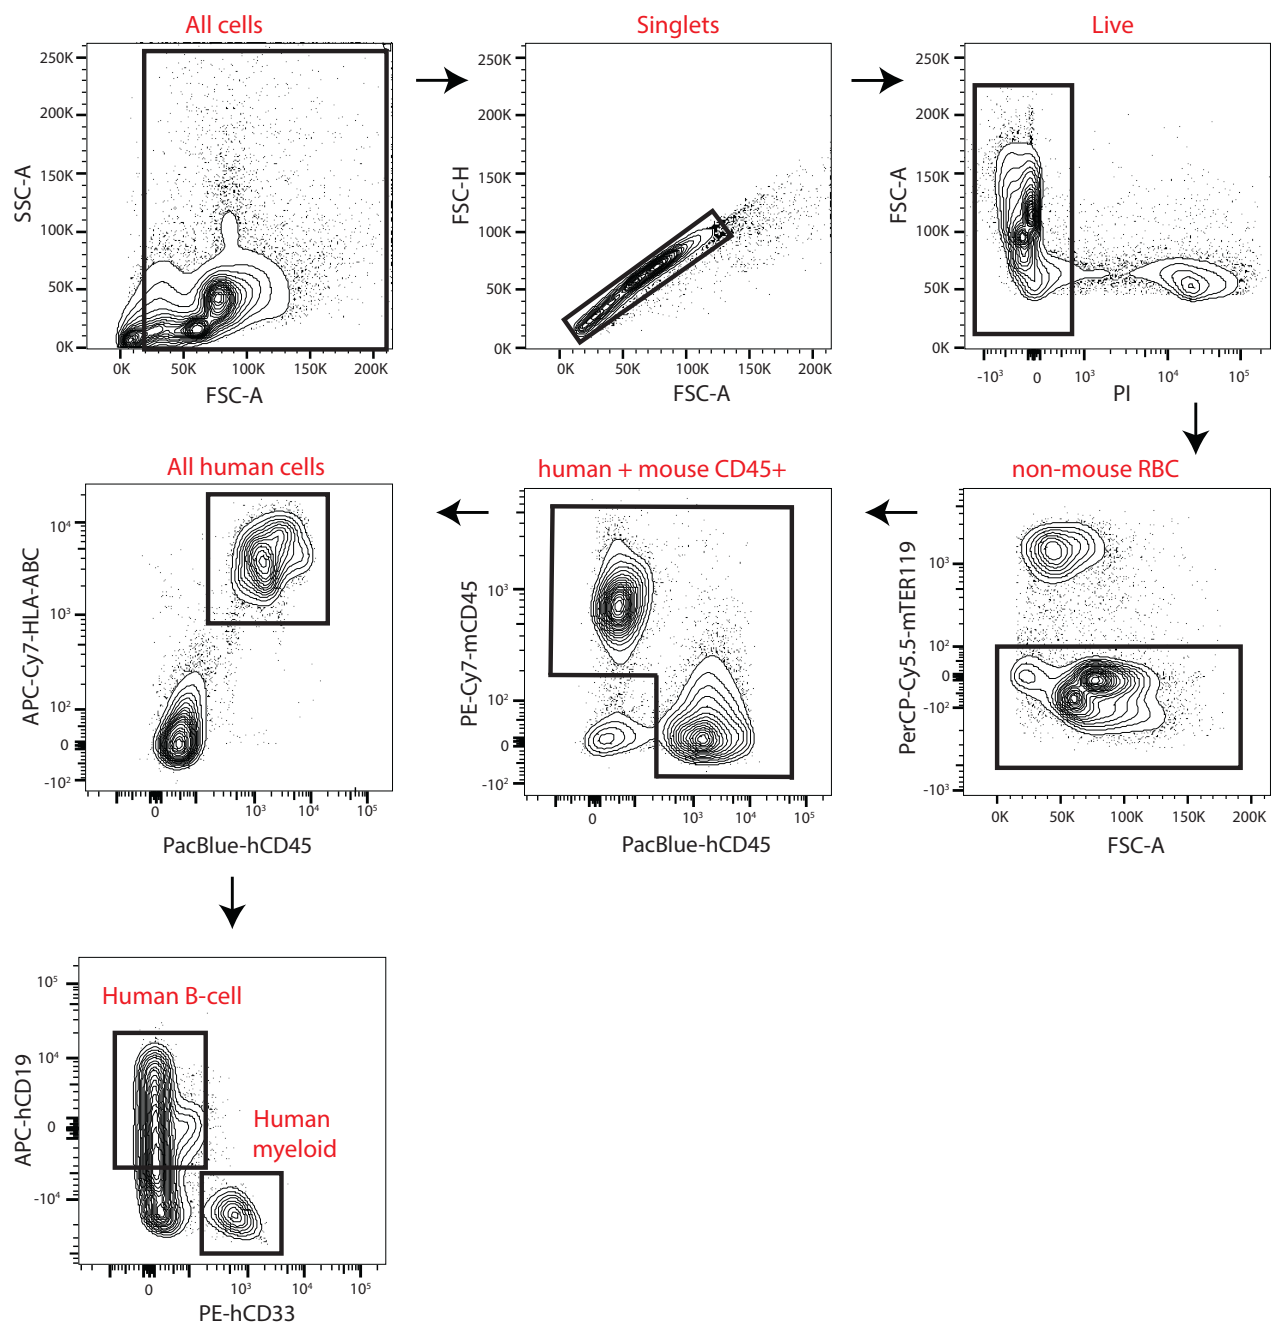 All cells
Singlets
Live
250K
200K
150K
100K
50K
0K
SSC-A
0K 50K 100K 150K 200K
FSC-A
250K
200K
150K
100K
50K
0K
FSC-H
0K 50K 100K 150K 200K
FSC-A
250K
200K
150K
100K
50K
0K
FSC-A
-10³ 0 10³ 10⁴ 10⁵
PI
All human cells
human + mouse CD45+
non-mouse RBC
10⁴
10³
10²
0
-10²
APC-Cy7-HLA-ABC
0 10³ 10⁴ 10⁵
PacBlue-hCD45
10³
10²
0
-10²
PE-Cy7-mCD45
0 10³ 10⁴ 10⁵
PacBlue-hCD45
10³
10²
0
-10²
-10³
PerCP-Cy5.5-mTER119
0K 50K 100K 150K 200K
FSC-A
Human B-cell
Human
myeloid
10⁵
10⁴
0
-10⁴
APC-hCD19
0 10³ 10⁴ 10⁵
PE-hCD33